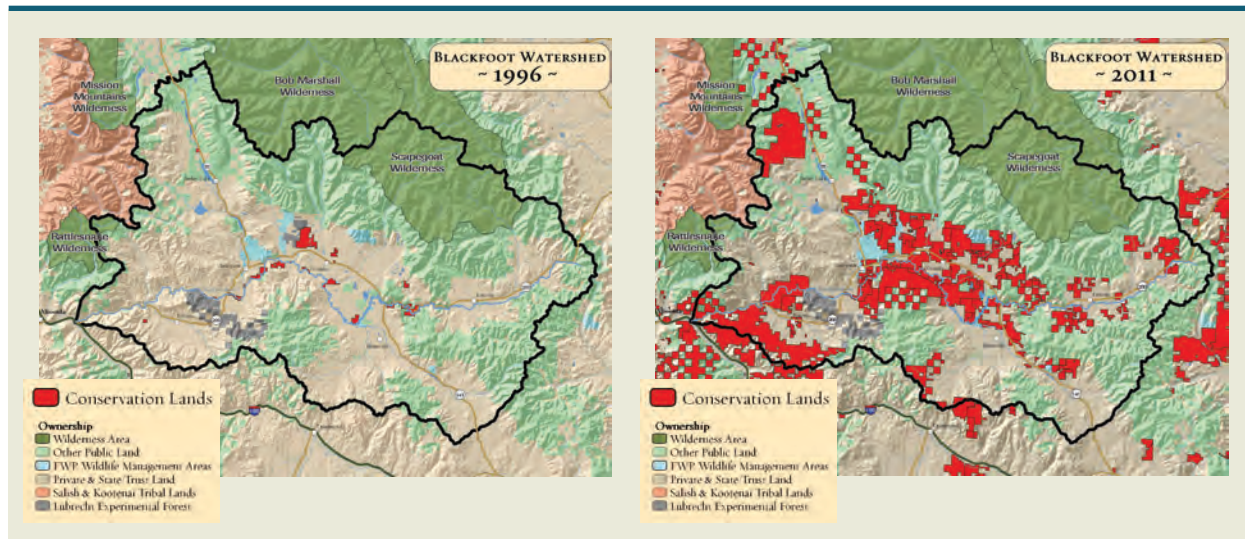 BLACKFOOT WATERSHED
~ 1996 ~
Mission
Mountains
Wilderness
Bob Marshall
Wilderness
Scapegoat
Wilderness
Rattlesnake
Wilderness
Conservation Lands
Ownership
Wilderness Area
Other Public Land
FWP Wildlife Management Areas
Private & State Trust Land
Salish & Kootenai Tribal Lands
Lubrecht Experimental Forest
BLACKFOOT WATERSHED
~ 2011 ~
Mission
Mountains
Wilderness
Bob Marshall
Wilderness
Scapegoat
Wilderness
Rattlesnake
Wilderness
Conservation Lands
Ownership
Wilderness Area
Other Public Land
FWP Wildlife Management Areas
Private & State Trust Land
Salish & Kootenai Tribal Lands
Lubrecht Experimental Forest